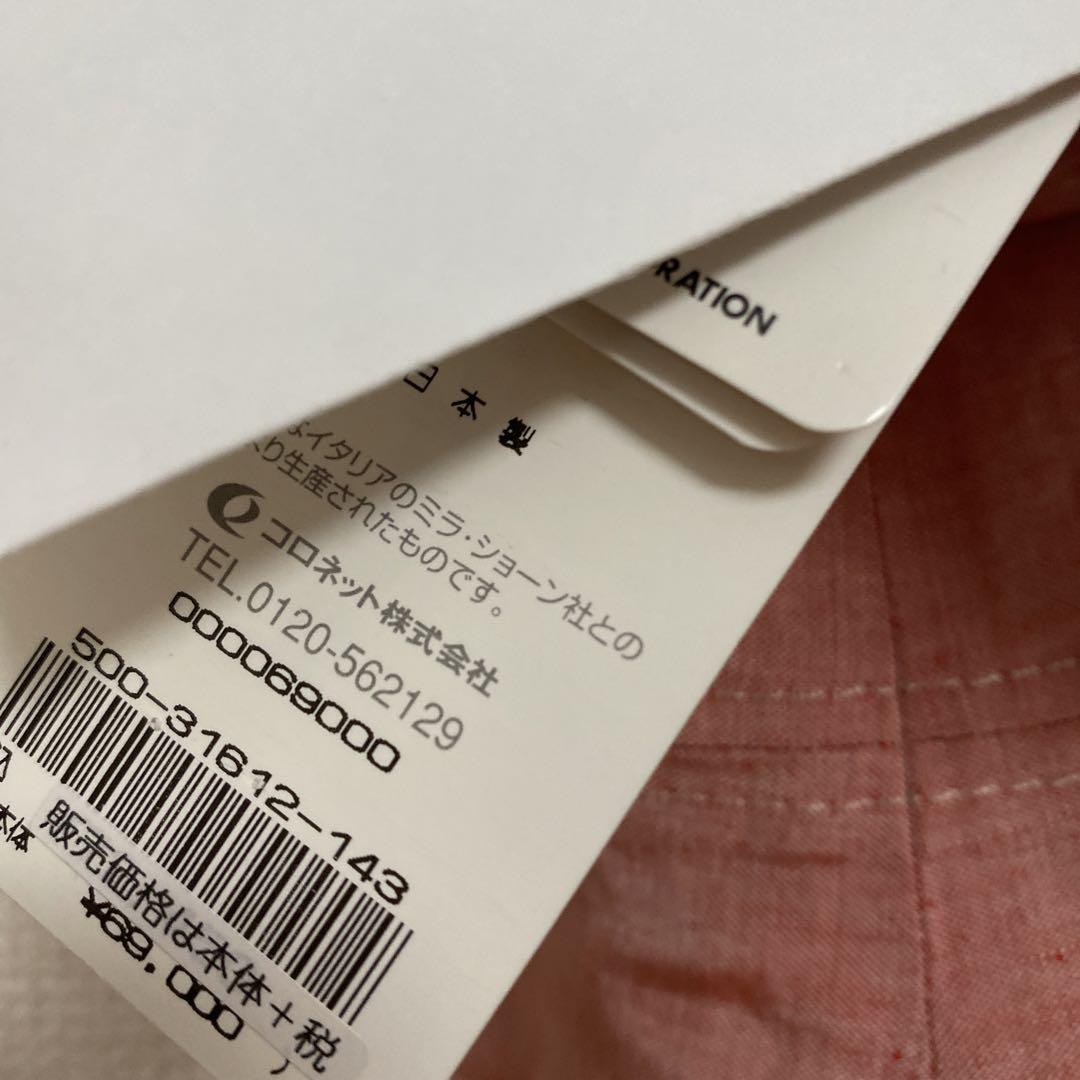 RATION
日本製
はイタリアのミラ・ショーン社との
り生産されたものです。
コロネット株式会社
TEL.0120-562129
0000069000
500-31612-143
本体
販売価格は本体+税
¥69.000